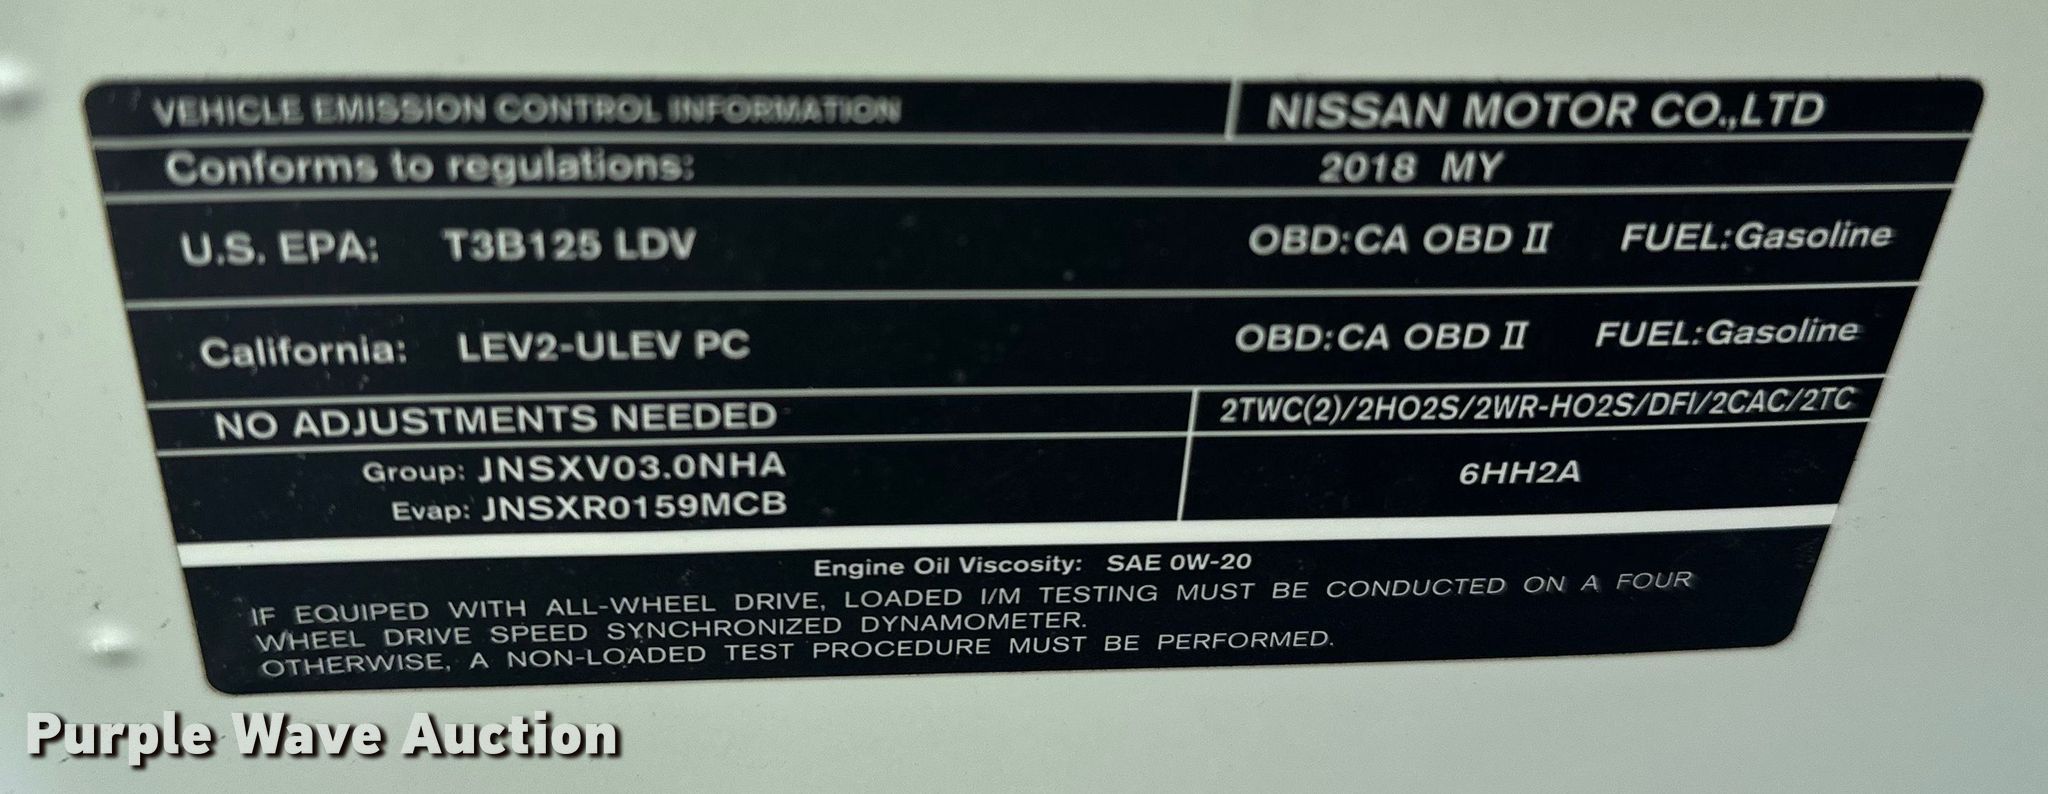 VEHICLE EMISSION CONTROL INFORMATION NISSAN MOTOR CO.,LTD
Conforms to regulations: 2018 MY
U.S. EPA: T3B125 LDV OBD:CA OBD II FUEL:Gasoline
California: LEV2-ULEV PC OBD:CA OBD II FUEL:Gasoline
NO ADJUSTMENTS NEEDED 2TWC(2)/2HO2S/2WR-HO2S/DFI/2CAC/2TC
Group: JNSXV03.0NHA
Evap: JNSXR0159MCB
6HH2A
Engine Oil Viscosity: SAE 0W-20
IF EQUIPED WITH ALL-WHEEL DRIVE, LOADED I/M TESTING MUST BE CONDUCTED ON A FOUR
WHEEL DRIVE SPEED SYNCHRONIZED DYNAMOMETER.
OTHERWISE, A NON-LOADED TEST PROCEDURE MUST BE PERFORMED.
Purple Wave Auction